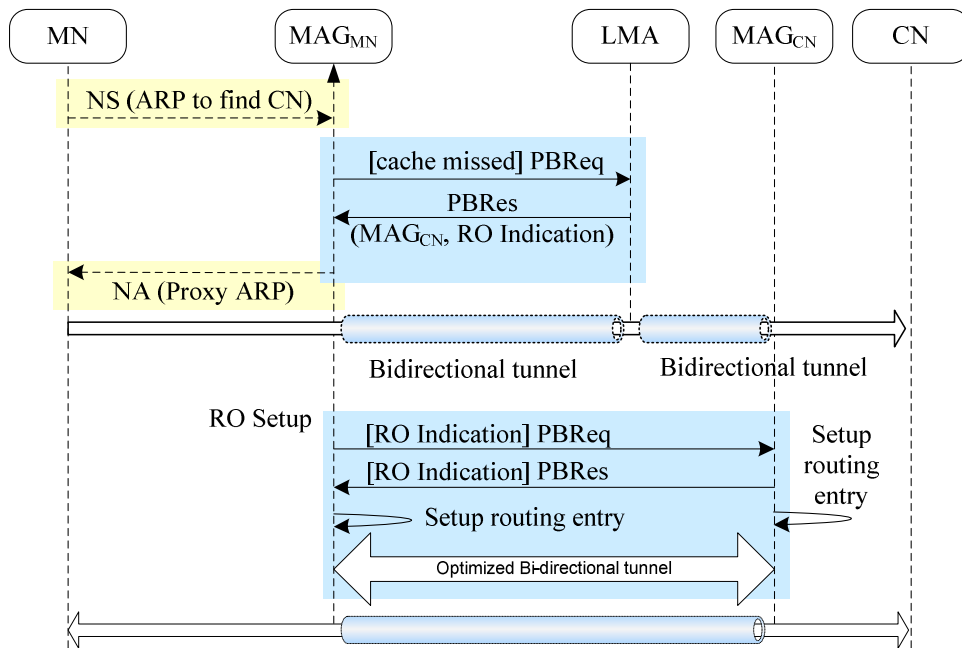 MN
MAG_MN
LMA
MAG_CN
CN
NS (ARP to find CN)
[cache missed] PBReq
PBRes
(MAG_CN, RO Indication)
NA (Proxy ARP)
Bidirectional tunnel
Bidirectional tunnel
RO Setup
[RO Indication] PBReq
[RO Indication] PBRes
Setup
routing
entry
Setup routing entry
Optimized Bi-directional tunnel